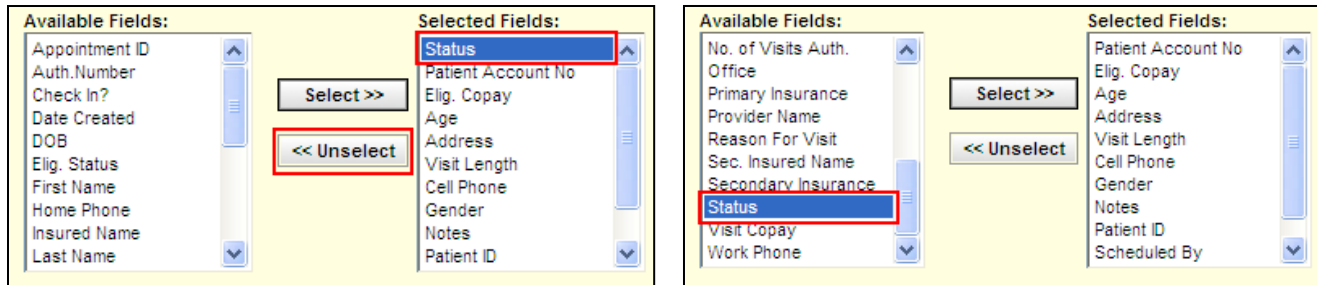 Available Fields:
Appointment ID
Auth.Number
Check In?
Date Created
DOB
Elig. Status
First Name
Home Phone
Insured Name
Last Name
Select >>
<< Unselect
Selected Fields:
Status
Patient Account No
Elig. Copay
Age
Address
Visit Length
Cell Phone
Gender
Notes
Patient ID
Available Fields:
No. of Visits Auth.
Office
Primary Insurance
Provider Name
Reason For Visit
Sec. Insured Name
Secondary Insurance
Status
Visit Copay
Work Phone
Select >>
<< Unselect
Selected Fields:
Patient Account No
Elig. Copay
Age
Address
Visit Length
Cell Phone
Gender
Notes
Patient ID
Scheduled By